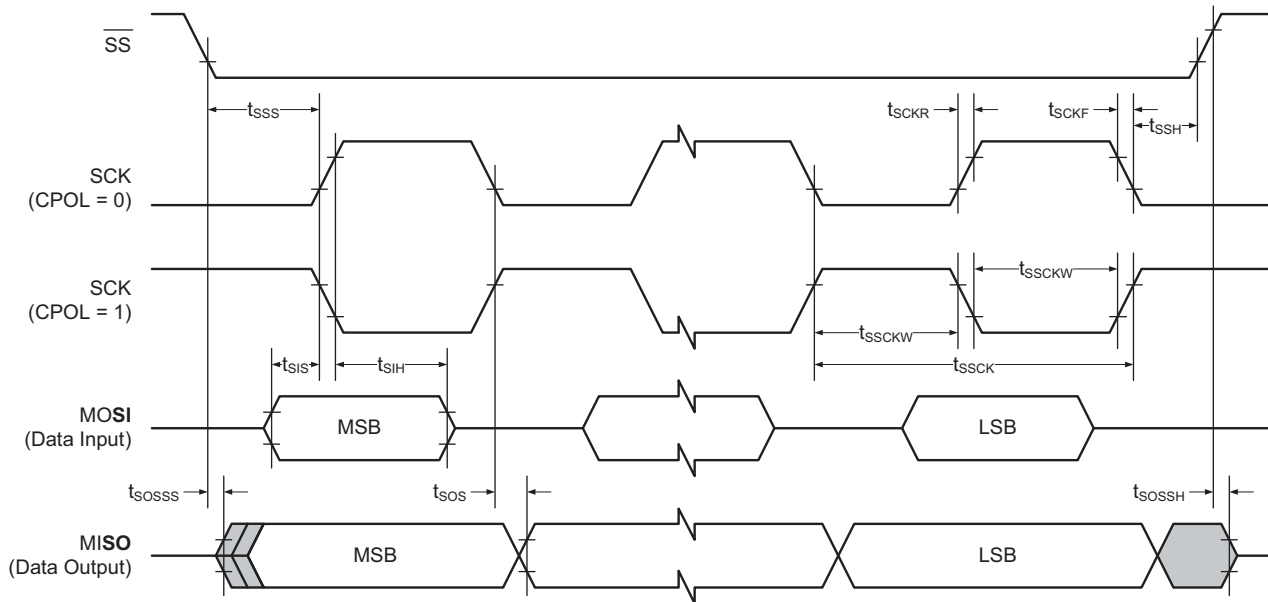 SS
tSSS
tSCKR
tSCKF
tSSH
SCK
(CPOL = 0)
SCK
(CPOL = 1)
tSSCKW
tSSCKW
tSIS
tSIH
tSSCK
MOSI
(Data Input)
MSB
LSB
tSOSSS
tSOS
tSOSSH
MISO
(Data Output)
MSB
LSB